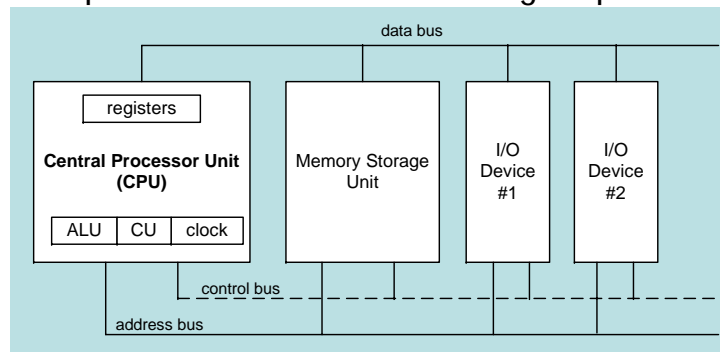 data bus
registers
Central Processor Unit
(CPU)
ALU CU clock
Memory Storage
Unit
I/O
Device
#1
I/O
Device
#2
control bus
address bus